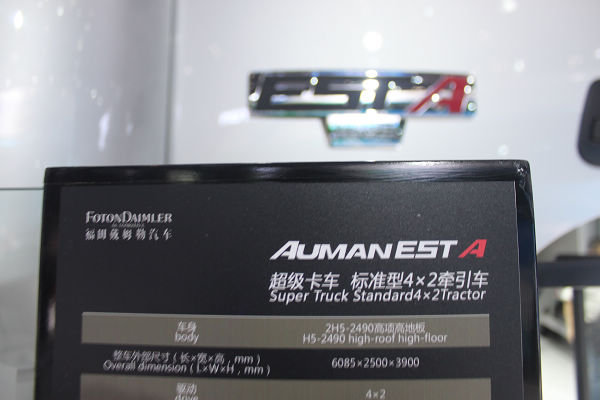 EST A
FOTONDAIMLER
福田戴姆勒汽车
AUMAN EST A
超级卡车 标准型4×2牵引车
Super Truck Standard4×2Tractor
车身
body
2H5-2490高顶高地板
H5-2490 high-roof high-floor
整车外部尺寸（长×宽×高，mm）
Overall dimension (L×W×H, mm)
6085×2500×3900
驱动
drive
4×2